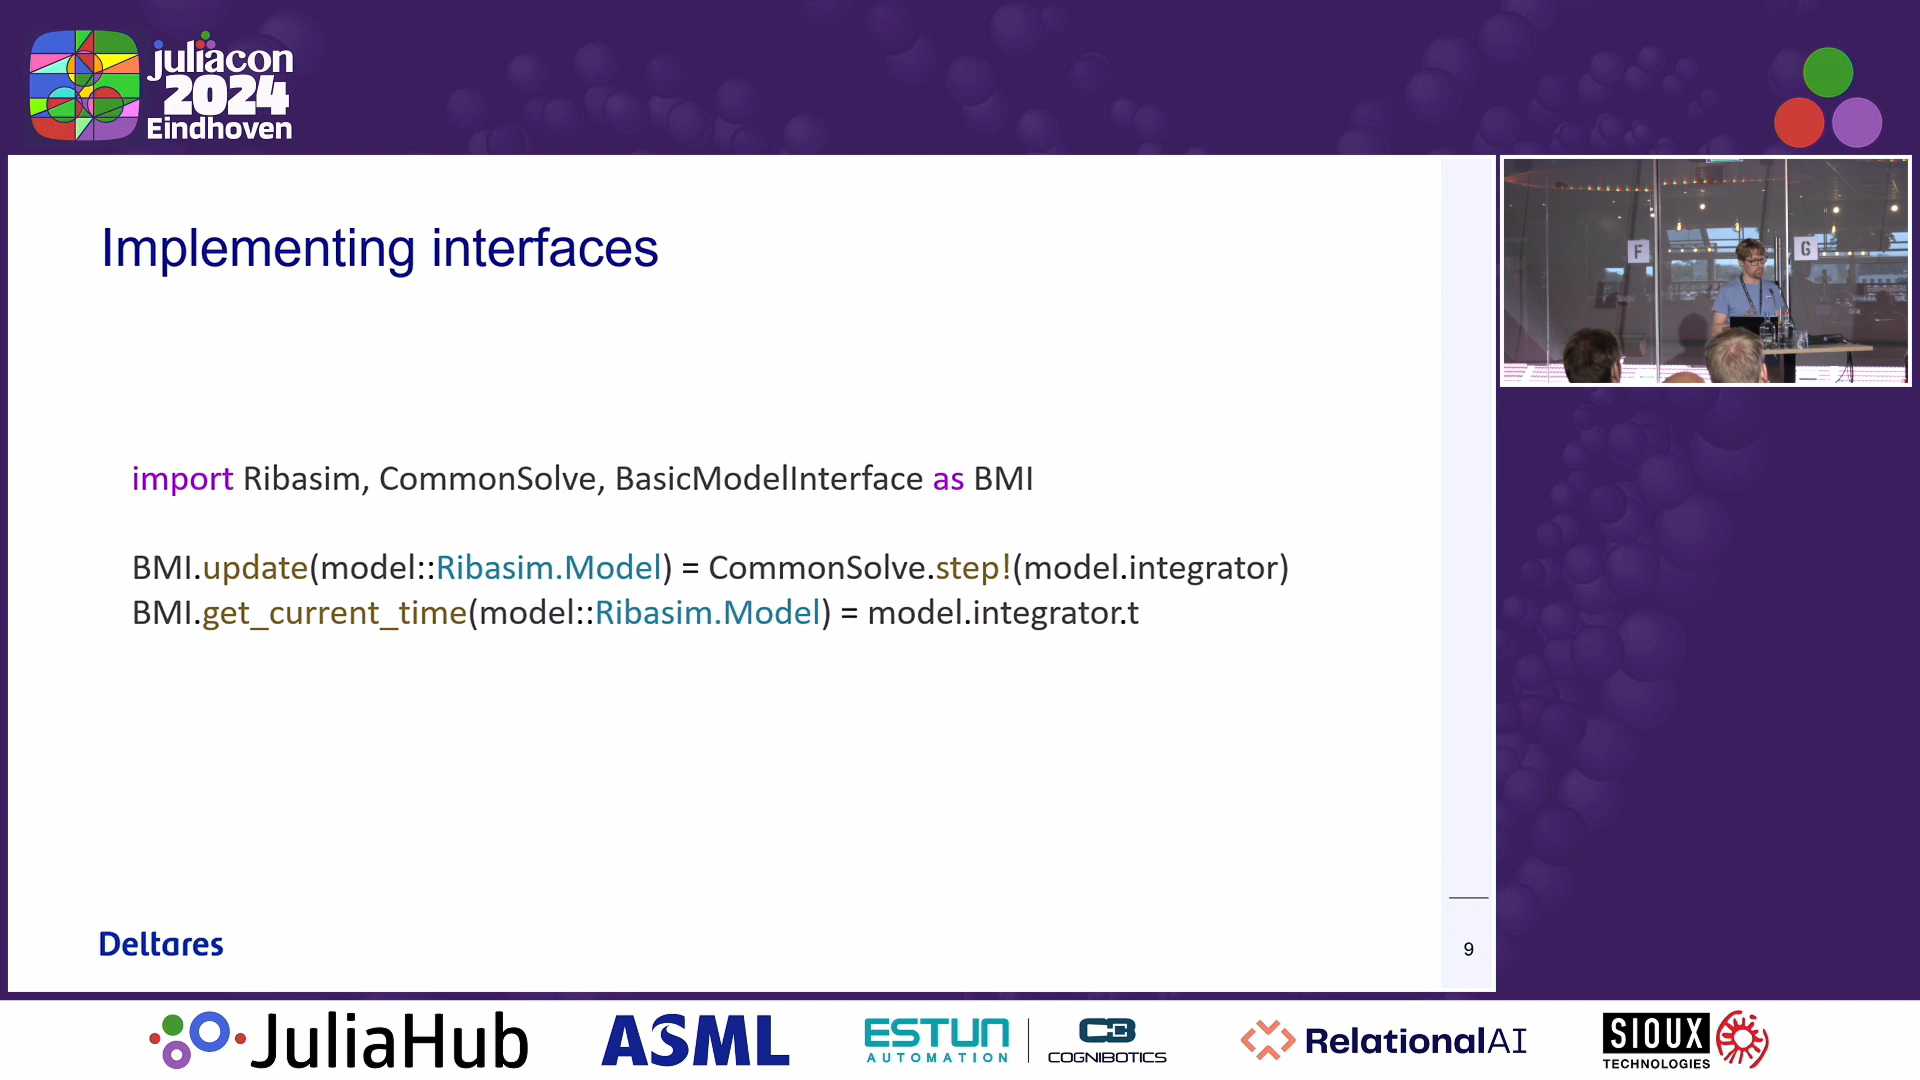 juliacon
2024
Eindhoven
Implementing interfaces
import Ribasim, CommonSolve, BasicModelInterface as BMI
BMI.update(model::Ribasim.Model) = CommonSolve.step!(model.integrator)
BMI.get_current_time(model::Ribasim.Model) = model.integrator.t
Deltares
9
F
G
JuliaHub
ASML
ESTUN
AUTOMATION
COGNIBOTICS
RelationalAI
SIOUX
TECHNOLOGIES